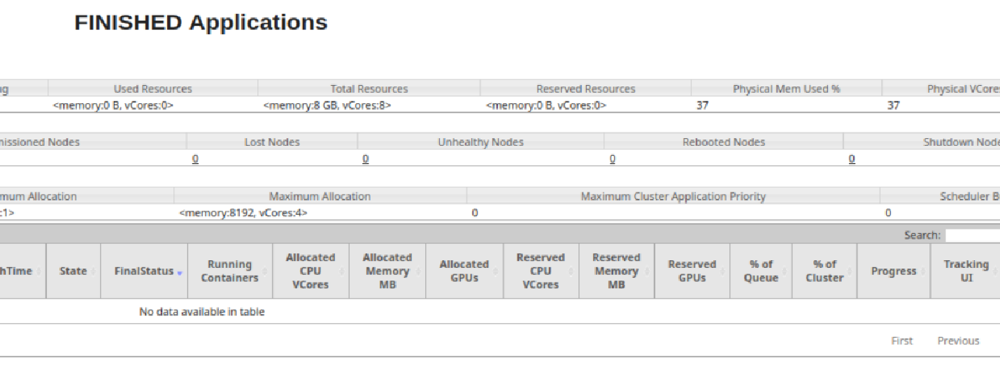 FINISHED Applications
g Used Resources Total Resources Reserved Resources Physical Mem Used % Physical VCores
<memory:0 B, vCores:0> <memory:8 GB, vCores:8> <memory:0 B, vCores:0> 37 37
issioned Nodes Lost Nodes Unhealthy Nodes Rebooted Nodes Shutdown Node
0 0 0 0
mum Allocation Maximum Allocation Maximum Cluster Application Priority Scheduler B
:1> <memory:8192, vCores:4> 0 0
Search:
hTime State FinalStatus Running Containers Allocated CPU VCores Allocated Memory MB Allocated GPUs Reserved CPU VCores Reserved Memory MB Reserved GPUs % of Queue % of Cluster Progress Tracking UI
No data available in table
First Previous